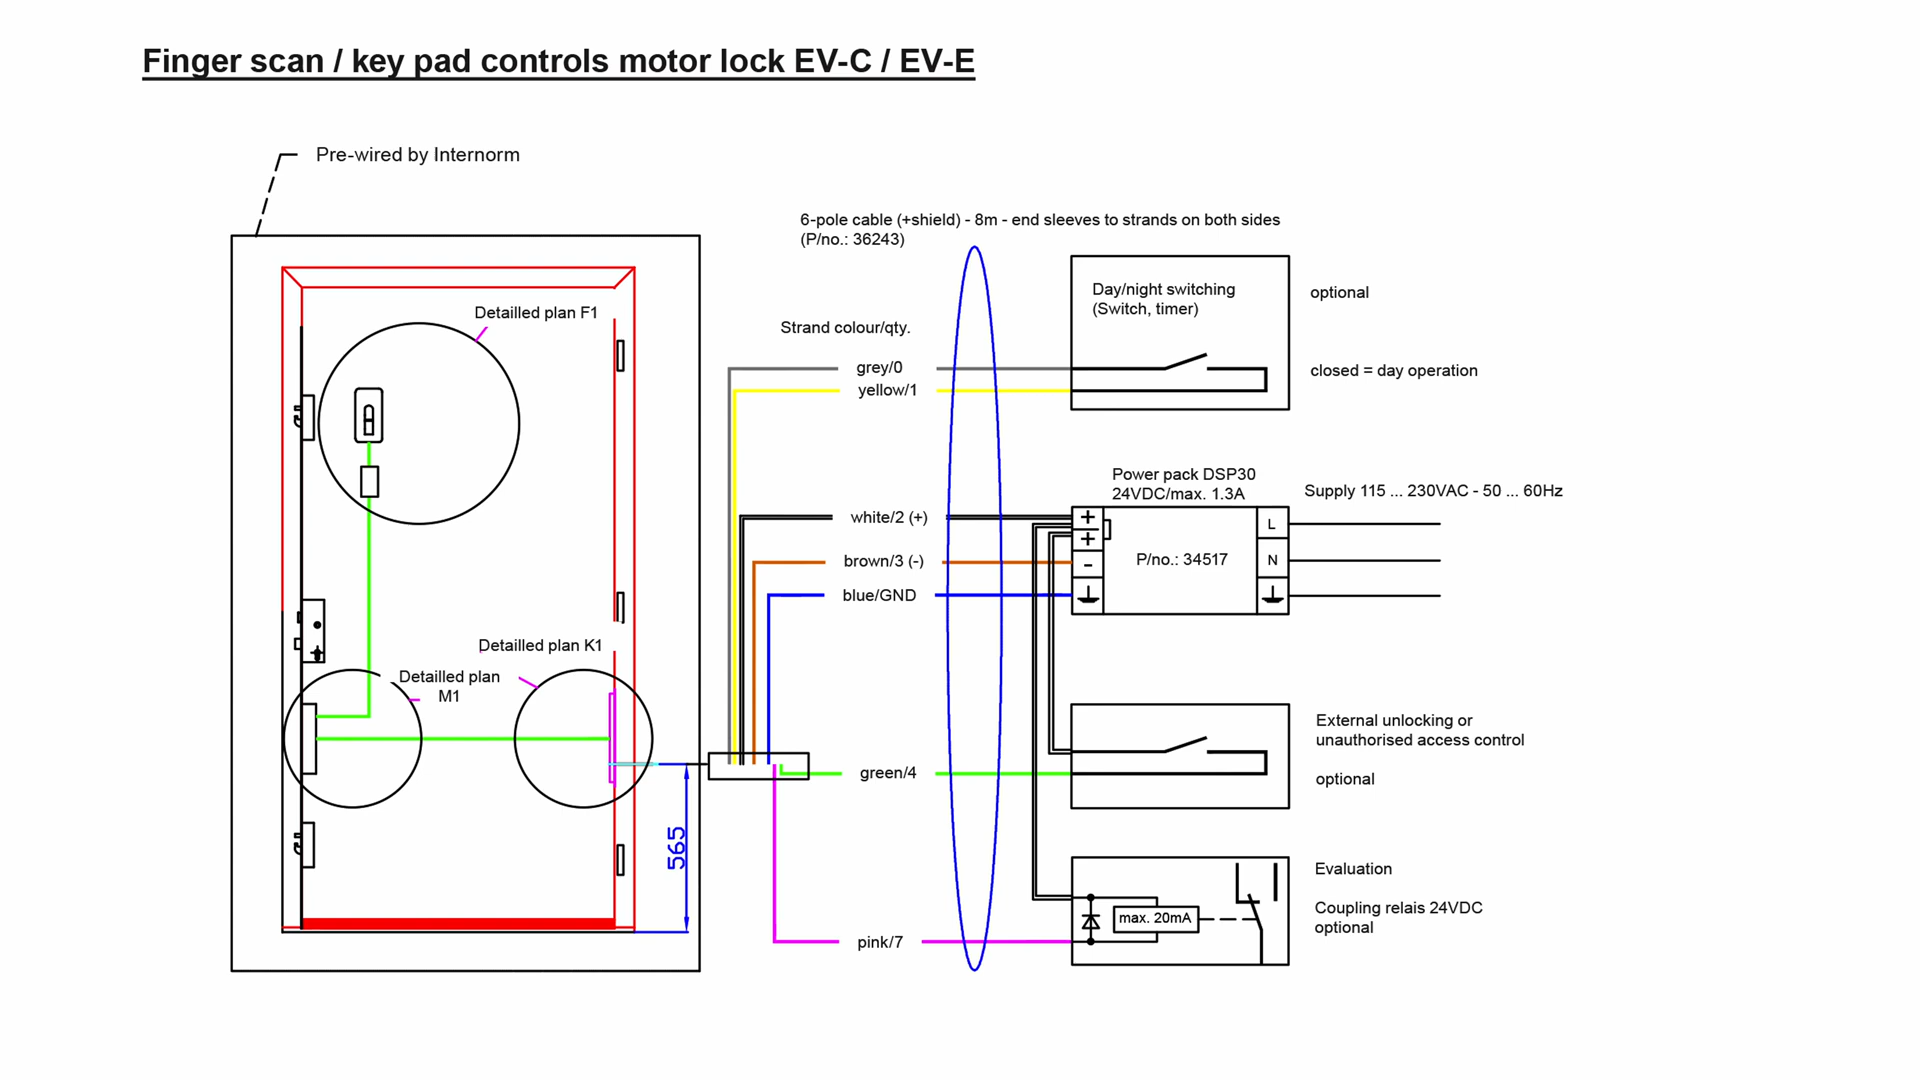 Finger scan / key pad controls motor lock EV-C / EV-E
Pre-wired by Internorm
6-pole cable (+shield) - 8m - end sleeves to strands on both sides
(P/no.: 36243)
Detailled plan F1
Day/night switching
(Switch, timer)
optional
Strand colour/qty.
grey/0
closed = day operation
yellow/1
Power pack DSP30
24VDC/max. 1.3A
Supply 115 ... 230VAC - 50 ... 60Hz
white/2 (+)
+
L
+
brown/3 (-)
-
P/no.: 34517
N
blue/GND
Detailled plan K1
Detailled plan
M1
External unlocking or
unauthorised access control
green/4
optional
565
Evaluation
Coupling relais 24VDC
optional
max. 20mA
pink/7